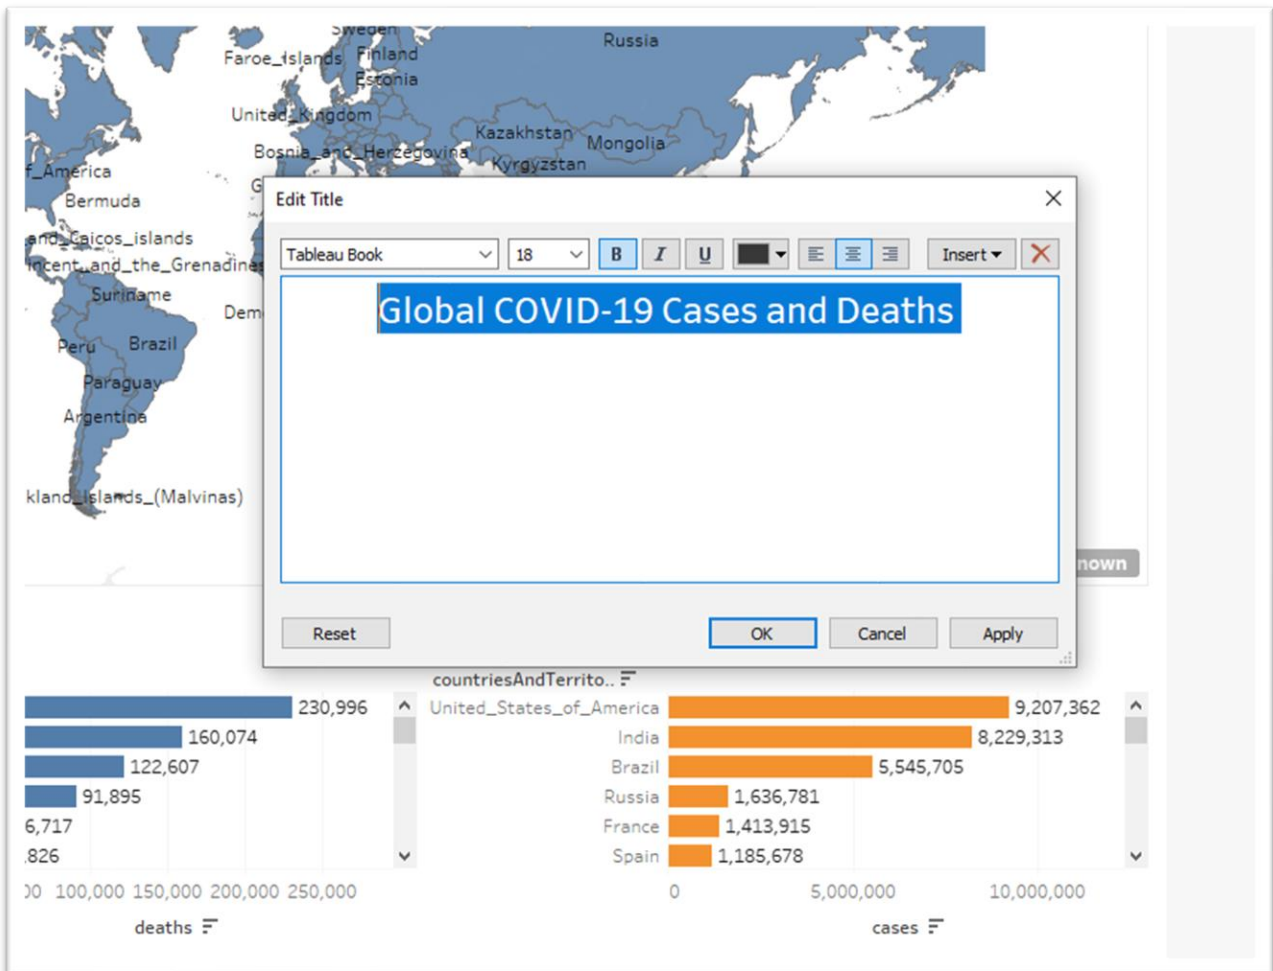 Sweden
Russia
Faroe_Islands
Finland
Estonia
United_Kingdom
Kazakhstan
Mongolia
Bosnia_and_Herzegovina
Kyrgyzstan
f_America
Bermuda
G
and_Caicos_islands
incent_and_the_Grenadines
Suriname
Dem
Peru
Brazil
Paraguay
Argentina
kland_Islands_(Malvinas)
nown
Edit Title
Tableau Book 18 B I U Insert
Global COVID-19 Cases and Deaths
Reset OK Cancel Apply
230,996
160,074
122,607
91,895
6,717
826
00 100,000 150,000 200,000 250,000
deaths
countriesAndTerrito..
United_States_of_America 9,207,362
India 8,229,313
Brazil 5,545,705
Russia 1,636,781
France 1,413,915
Spain 1,185,678
0 5,000,000 10,000,000
cases